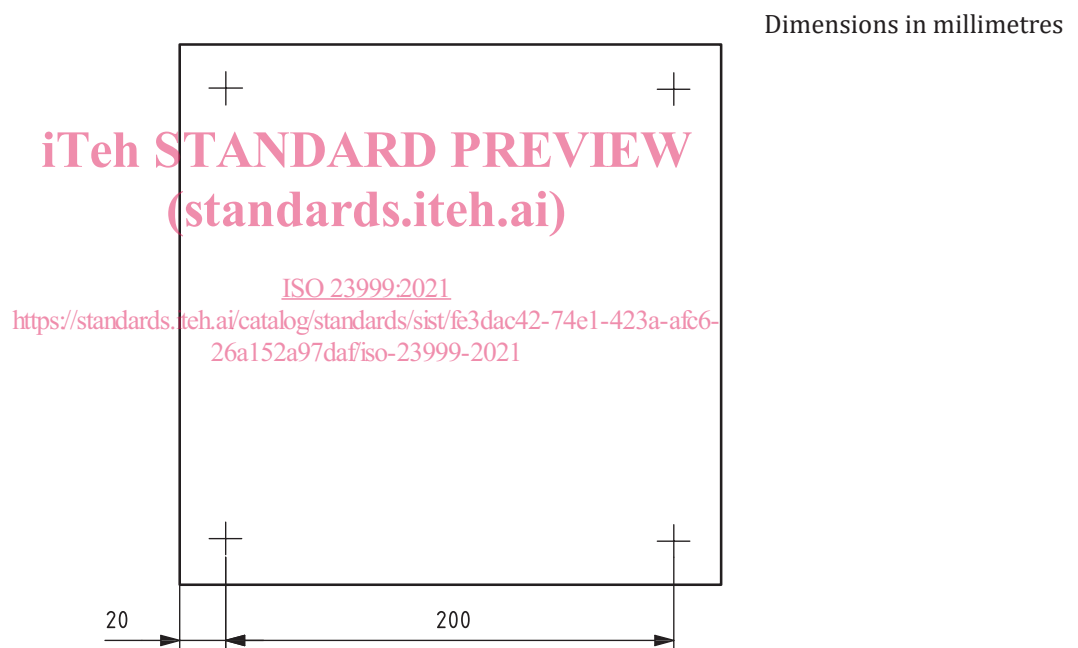 Dimensions in millimetres
iTeh STANDARD PREVIEW
(standards.iteh.ai)
ISO 23999:2021
https://standards.iteh.ai/catalog/standards/sist/fe3dac42-74e1-423a-afc6-
26a152a97daf/iso-23999-2021
20
200